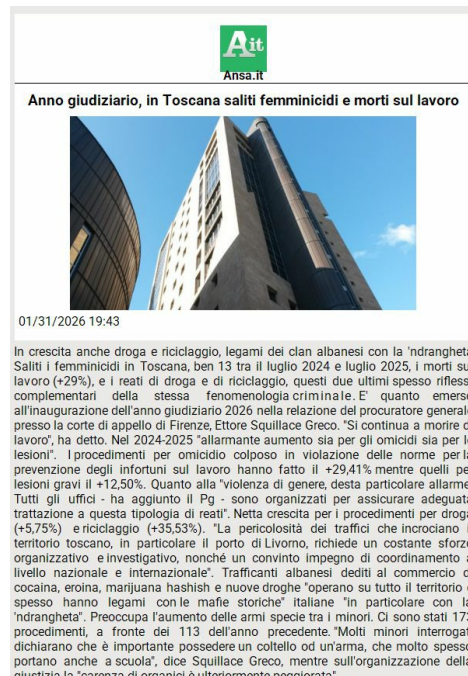 Ait
Ansa.it
Anno giudiziario, in Toscana saliti femminicidi e morti sul lavoro
01/31/2026 19:43
In crescita anche droga e riciclaggio, legami dei clan albanesi con la 'ndrangheta
Saliti i femminicidi in Toscana, ben 13 tra il luglio 2024 e luglio 2025, i morti su
lavoro (+29%), e i reati di droga e di riciclaggio, questi due ultimi spesso rifless
complementari della stessa fenomenologia criminale. E' quanto emerso
all'inaugurazione dell'anno giudiziario 2026 nella relazione del procuratore general
presso la corte di appello di Firenze, Ettore Squillace Greco. "Si continua a morire d
lavoro", ha detto. Nel 2024-2025 "allarmante aumento sia per gli omicidi sia per l
lesioni". I procedimenti per omicidio colposo in violazione delle norme per la
prevenzione degli infortuni sul lavoro hanno fatto il +29,41% mentre quelli pe
lesioni gravi il +12,50%. Quanto alla "violenza di genere, desta particolare allarme
Tutti gli uffici - ha aggiunto il Pg - sono organizzati per assicurare adeguata
trattazione a questa tipologia di reati". Netta crescita per i procedimenti per droga
(+5,75%) e riciclaggio (+35,53%). "La pericolosità dei traffici che incrociano i
territorio toscano, in particolare il porto di Livorno, richiede un costante sforzo
organizzativo e investigativo, nonché un convinto impegno di coordinamento a
livello nazionale e internazionale". Trafficanti albanesi dediti al commercio d
cocaina, eroina, marijuana hashish e nuove droghe "operano su tutto il territorio e
spesso hanno legami con le mafie storiche" italiane "in particolare con la
'ndrangheta". Preoccupa l'aumento delle armi specie tra i minori. Ci sono stati 173
procedimenti, a fronte dei 113 dell'anno precedente. "Molti minori interrogat
dichiarano che è importante possedere un coltello od un'arma, che molto spesso
portano anche a scuola", dice Squillace Greco, mentre sull'organizzazione della
giustizia la "carenza di organici è ulteriormente peggiorata"